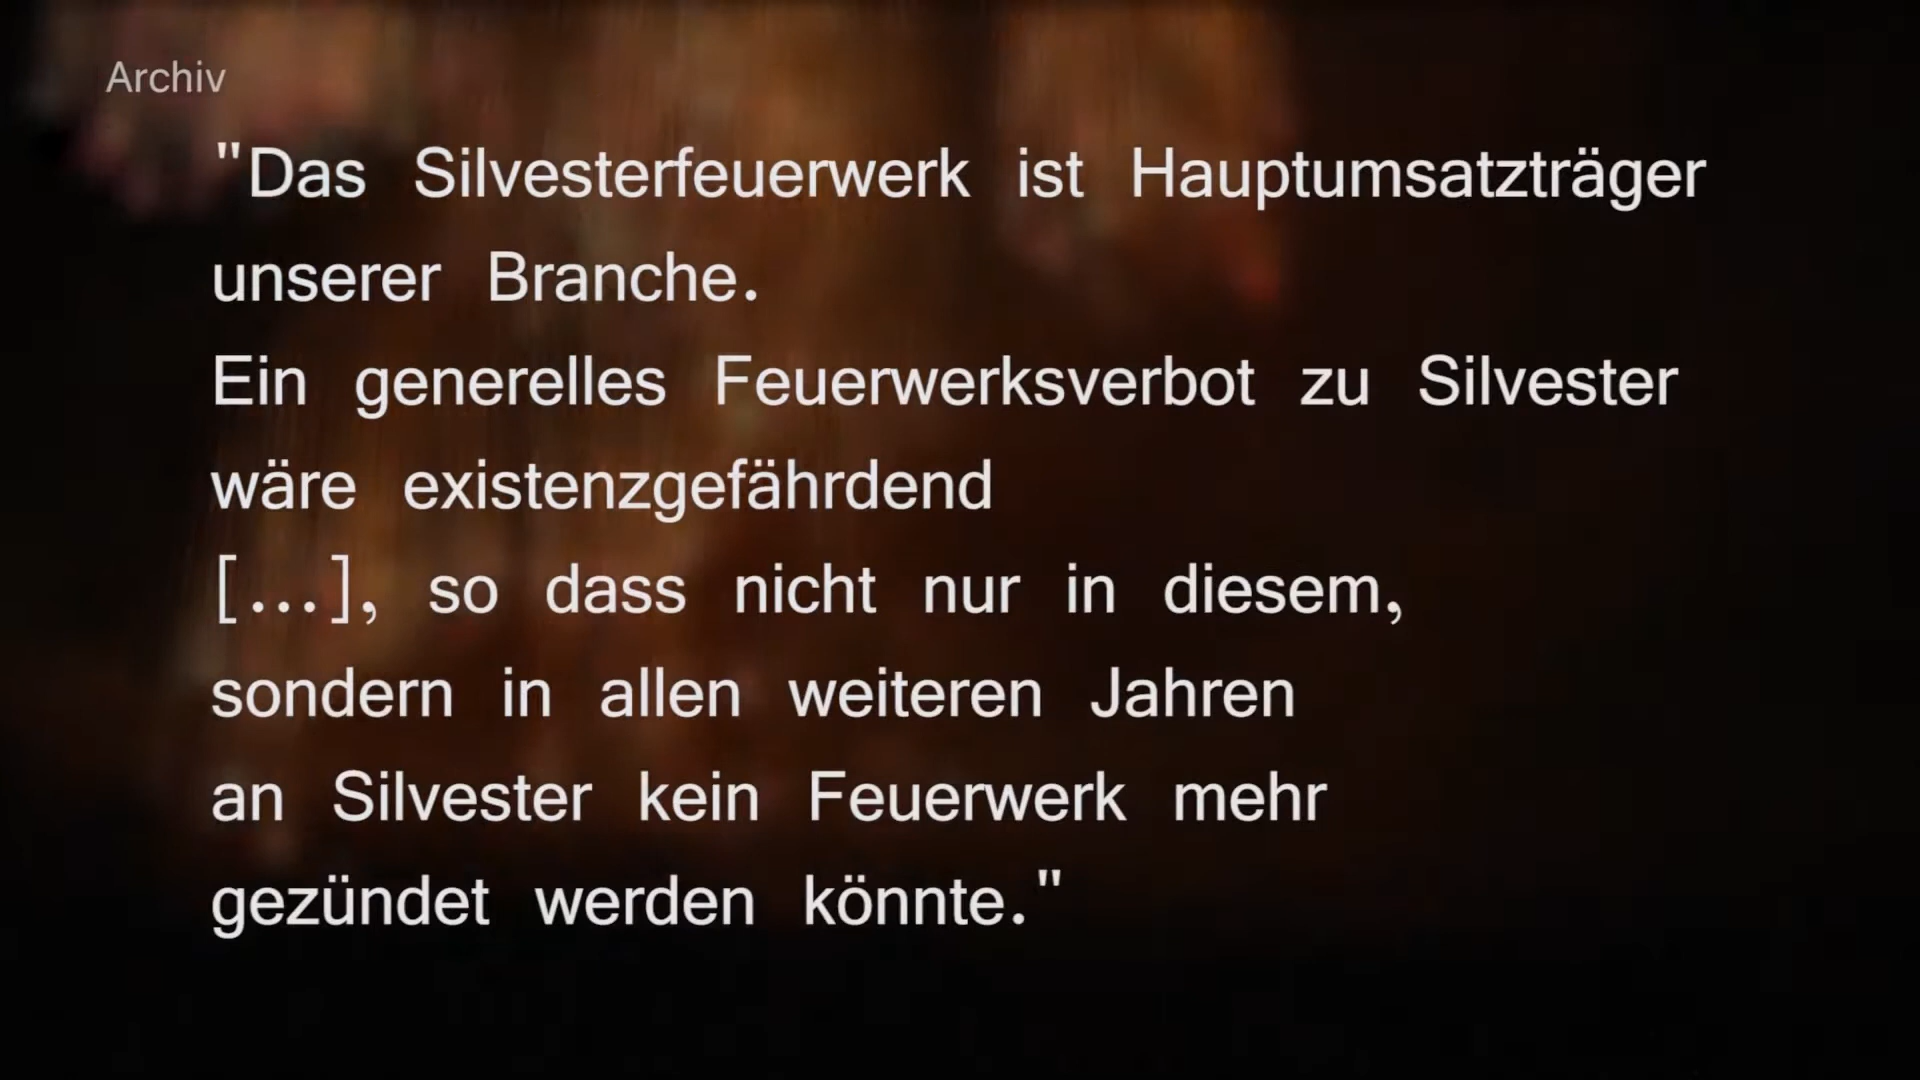 Archiv
"Das Silvesterfeuerwerk ist Hauptumsatzträger
unserer Branche.
Ein generelles Feuerwerksverbot zu Silvester
wäre existenzgefährdend
[...], so dass nicht nur in diesem,
sondern in allen weiteren Jahren
an Silvester kein Feuerwerk mehr
gezündet werden könnte."